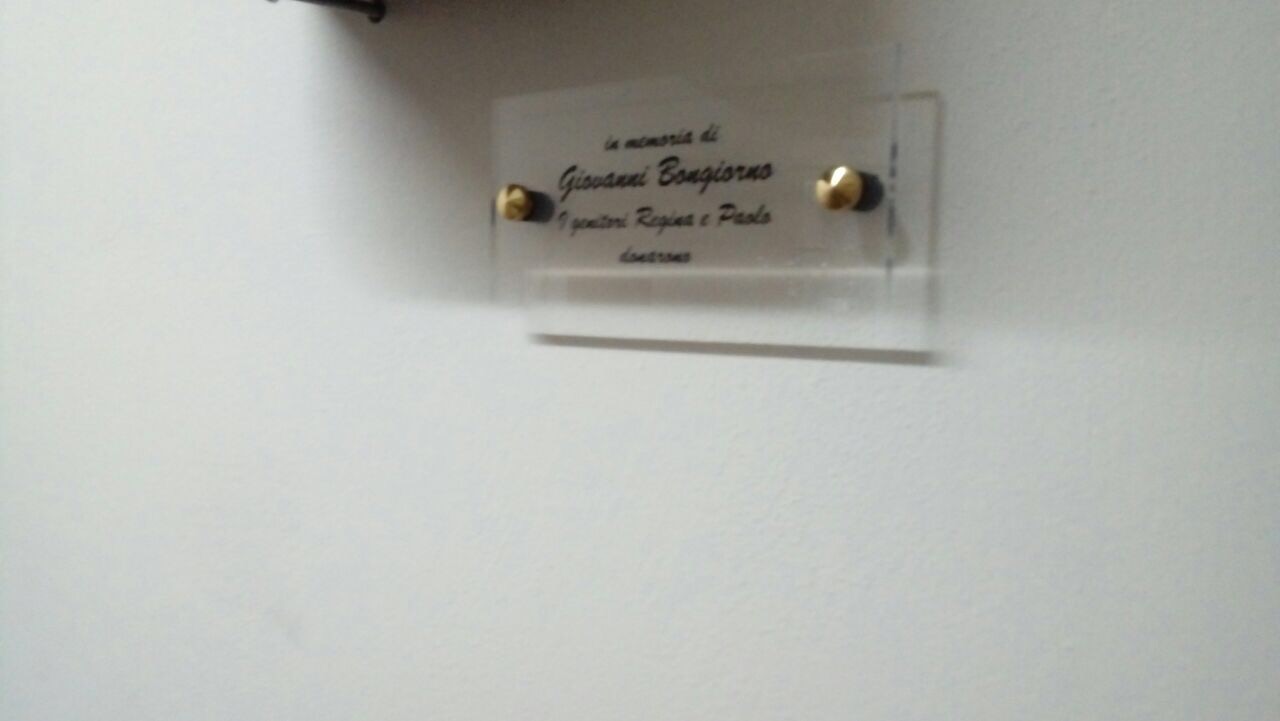 in memoria di
Giovanni Bongiorno
I genitori Regina e Paolo
donarono